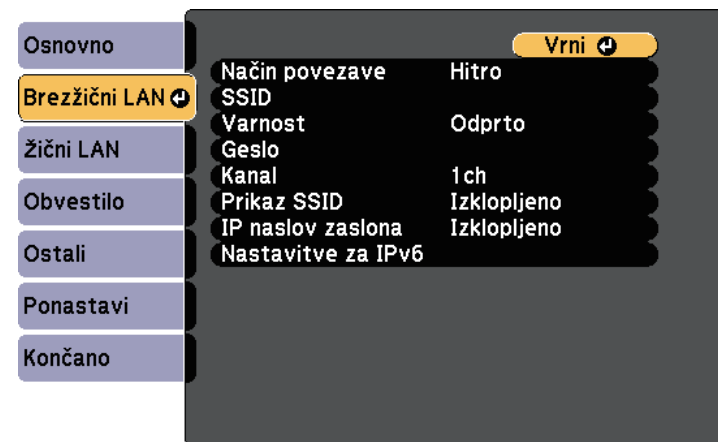 Osnovno
Brezžični LAN
Žični LAN
Obvestilo
Ostali
Ponastavi
Končano
Vrni
Način povezave Hitro
SSID
Varnost Odprto
Geslo
Kanal 1ch
Prikaz SSID Izklopljeno
IP naslov zaslona Izklopljeno
Nastavitve za IPv6